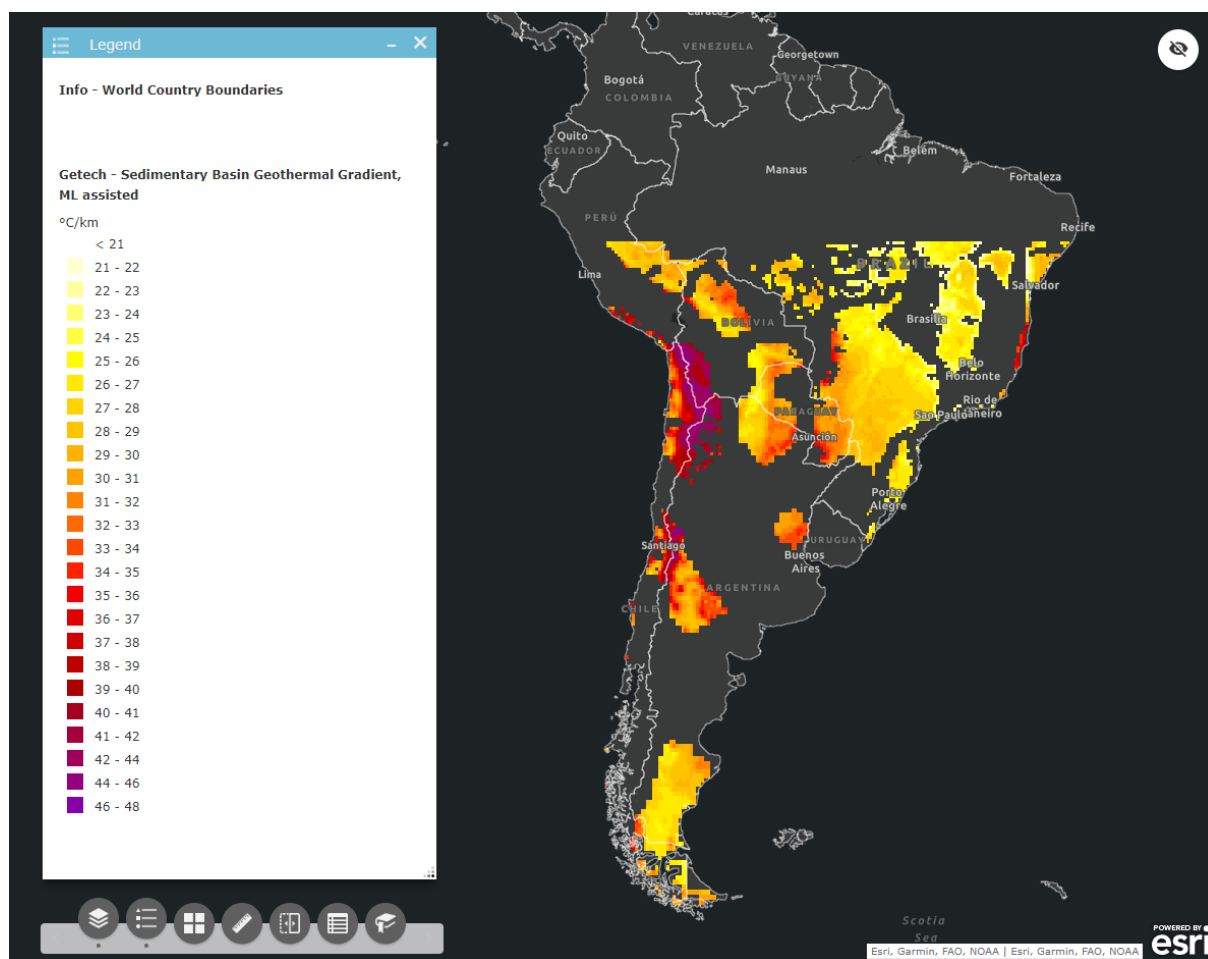 Legend
Info - World Country Boundaries
Getech - Sedimentary Basin Geothermal Gradient,
ML assisted
°C/km
< 21
21 - 22
22 - 23
23 - 24
24 - 25
25 - 26
26 - 27
27 - 28
28 - 29
29 - 30
30 - 31
31 - 32
32 - 33
33 - 34
34 - 35
35 - 36
36 - 37
37 - 38
38 - 39
39 - 40
40 - 41
41 - 42
42 - 44
44 - 46
46 - 48
Caracas
VENEZUELA
Georgetown
GUYANA
Bogotá
COLOMBIA
Quito
ECUADOR
Belém
Manaus
Fortaleza
PERÚ
Recife
Lima
BRAZIL
Salvador
BOLIVIA
Brasília
Belo
Horizonte
Rio de
Janeiro
Sao Paulo
PARAGUAY
Asunción
Porto
Alegre
Santiago
URUGUAY
Buenos
Aires
ARGENTINA
CHILE
Scotia
Sea
Esri, Garmin, FAO, NOAA | Esri, Garmin, FAO, NOAA
POWERED BY
esri